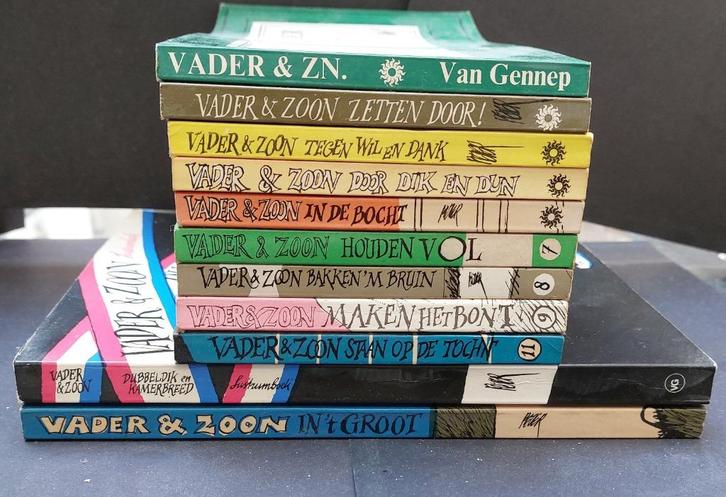 VADER & ZN. Van Gennep
VADER & ZOON ZETTEN DOOR!
VADER & ZOON TEGEN WIL EN DANK
VADER & ZOON DOOR DIK EN DUN
VADER & ZOON IN DE BOCHT
VADER & ZOON HOUDEN VOL 7
VADER & ZOON BAKKEN 'M BRUIN 8
VADER & ZOON MAKEN HET BONT 9
VADER & ZOON STAAN OP DE TOCHT 11
VADER & ZOON
VADER & ZOON DUBBELDIK en KAMERBREED Lustrumboek VG
VADER & ZOON IN 'T GROOT